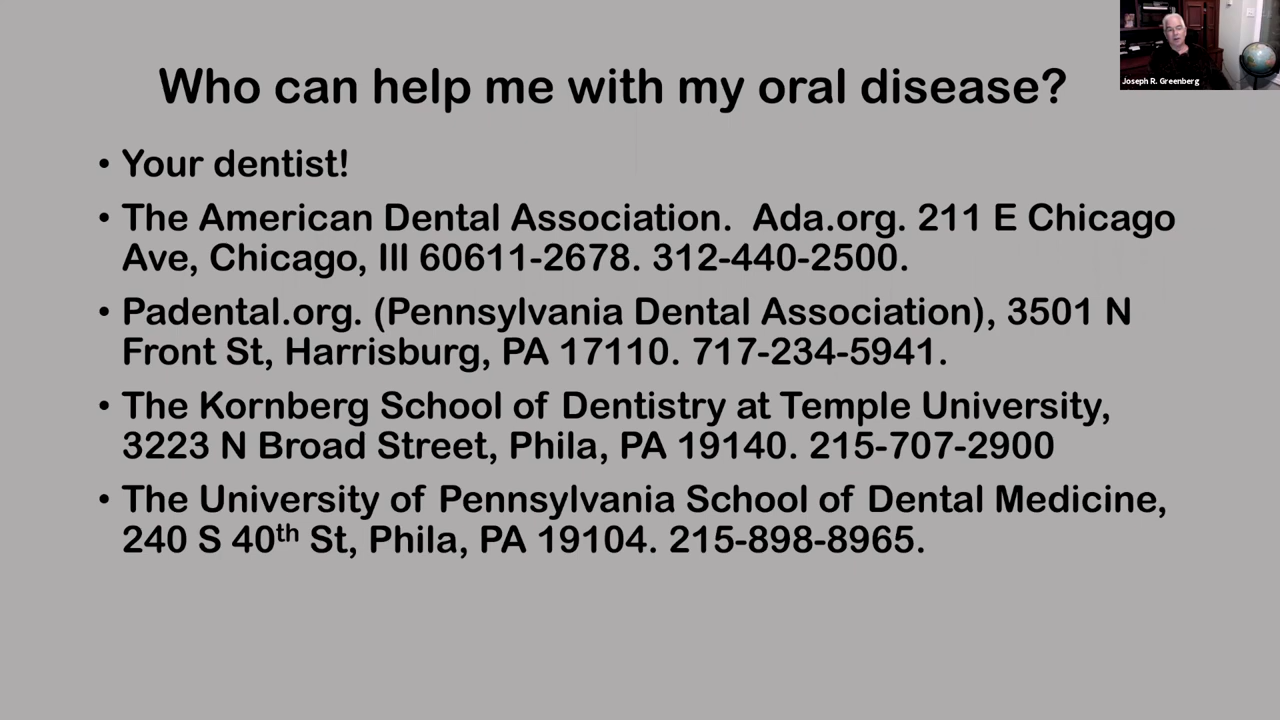 Who can help me with my oral disease?
Joseph R. Greenberg
• Your dentist!
• The American Dental Association.  Ada.org. 211 E Chicago
Ave, Chicago, Ill 60611-2678. 312-440-2500.
• Padental.org. (Pennsylvania Dental Association), 3501 N
Front St, Harrisburg, PA 17110. 717-234-5941.
• The Kornberg School of Dentistry at Temple University,
3223 N Broad Street, Phila, PA 19140. 215-707-2900
• The University of Pennsylvania School of Dental Medicine,
240 S 40th St, Phila, PA 19104. 215-898-8965.